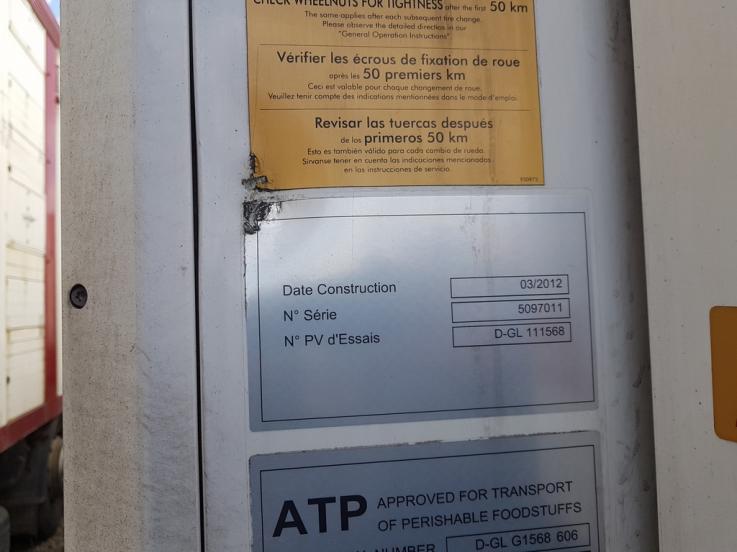 CHECK WHEELNUTS FOR TIGHTNESS after the first 50 km
The same applies after each subsequent tire change.
Please observe the detailed direction in our
"General Operation Instructions"
Vérifier les écrous de fixation de roue
après les 50 premiers km
Ceci est valable pour chaque changement de roue.
Veuillez tenir compte des indications mentionnées dans le mode d'emploi.
Revisar las tuercas después
de los primeros 50 km
Esto es también válido para cada cambio de rueda.
Sirvanse tener en cuenta las indicaciones mencionadas
en las instrucciones de servicio.
Date Construction 03/2012
N° Série 5097011
N° PV d'Essais D-GL 111568
ATP APPROVED FOR TRANSPORT
OF PERISHABLE FOODSTUFFS
NUMBER D-GL G1568 606